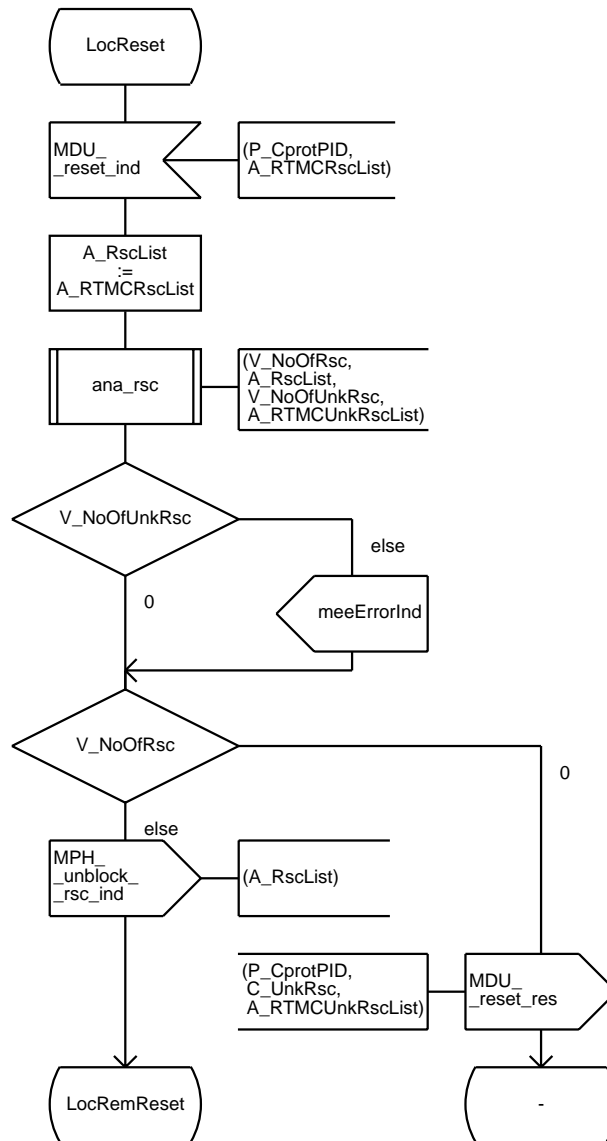 LocReset
MDU_
_reset_ind
(P_CprotPID,
A_RTMCRscList)
A_RscList
:=
A_RTMCRscList
ana_rsc
(V_NoOfRsc,
A_RscList,
V_NoOfUnkRsc,
A_RTMCUnkRscList)
V_NoOfUnkRsc
else
0
meeErrorInd
V_NoOfRsc
0
else
MPH_
_unblock_
_rsc_ind
(A_RscList)
(P_CprotPID,
C_UnkRsc,
A_RTMCUnkRscList)
MDU_
_reset_res
LocRemReset
-